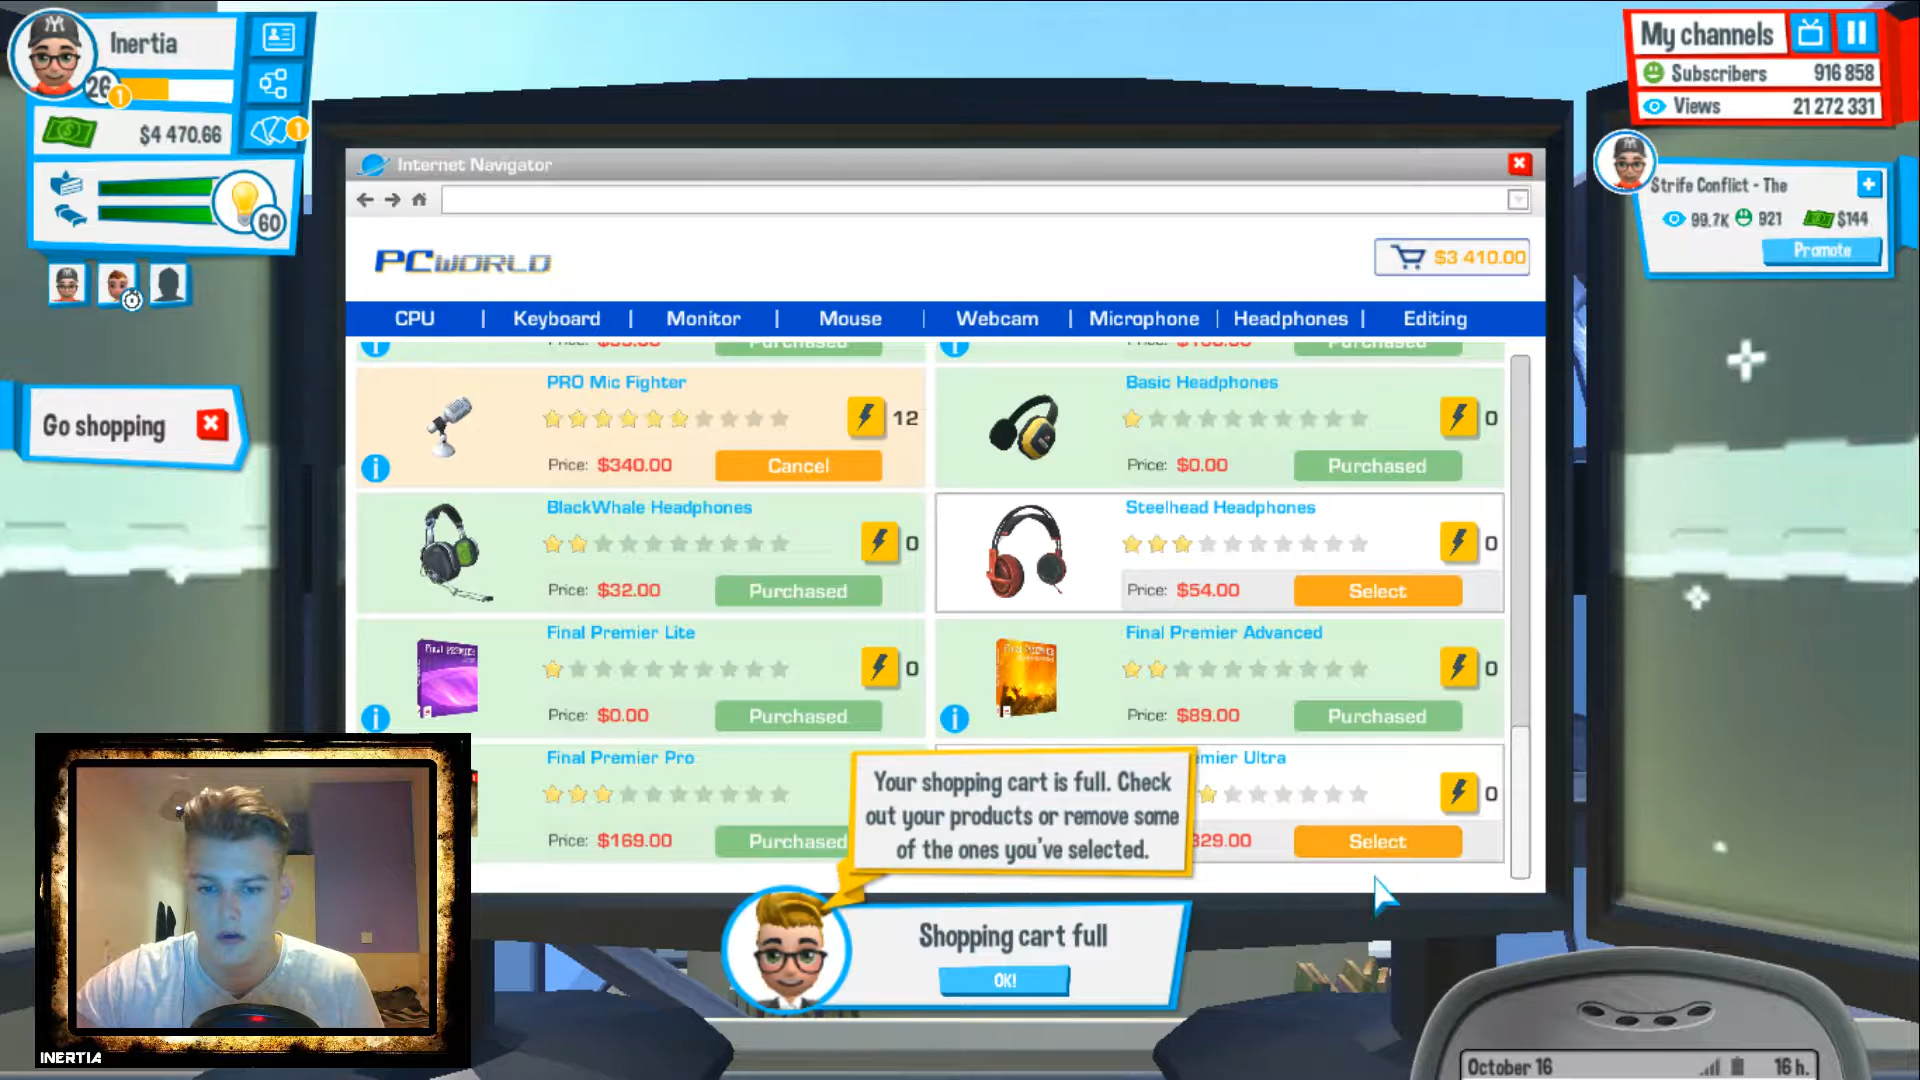 Inertia
26
1
$4 470.66
1
60
Go shopping
My channels
Subscribers 916 858
Views 21 272 331
Strife Conflict - The
99.7K 921 $144
Promote
Internet Navigator
PCWORLD
$3 410.00
CPU | Keyboard | Monitor | Mouse | Webcam | Microphone | Headphones | Editing
Purchased
Purchased
PRO Mic Fighter
12
Price: $340.00 Cancel
Basic Headphones
0
Price: $0.00 Purchased
BlackWhale Headphones
0
Price: $32.00 Purchased
Steelhead Headphones
0
Price: $54.00 Select
Final Premier Lite
0
Price: $0.00 Purchased
Final Premier Advanced
0
Price: $89.00 Purchased
Final Premier Pro
Price: $169.00 Purchased
Ultra
0
Select
Your shopping cart is full. Check
out your products or remove some
of the ones you've selected.
Shopping cart full
OK!
INERTIA
October 16 16 h.